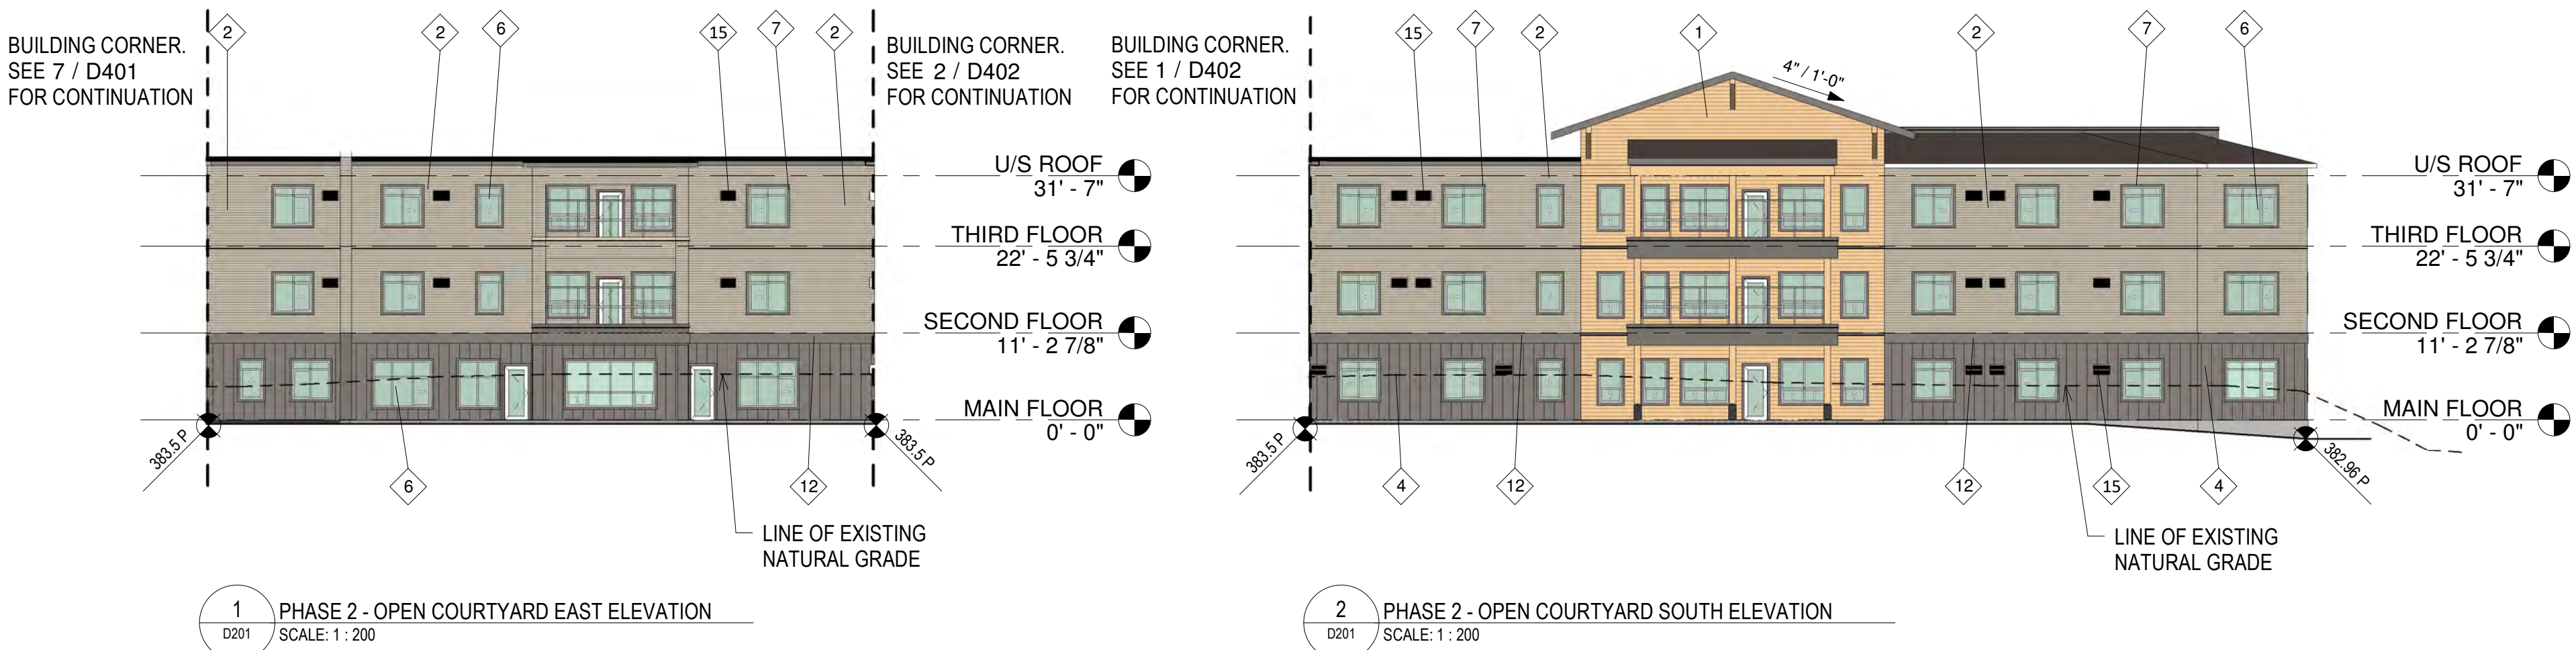 2
2
6
15
7
2
BUILDING CORNER.
SEE 7 / D401
FOR CONTINUATION
BUILDING CORNER.
SEE 2 / D402
FOR CONTINUATION
U/S ROOF
31' - 7"
THIRD FLOOR
22' - 5 3/4"
SECOND FLOOR
11' - 2 7/8"
MAIN FLOOR
0' - 0"
383.5 P
383.5 P
6
12
LINE OF EXISTING
NATURAL GRADE
1
D201
PHASE 2 - OPEN COURTYARD EAST ELEVATION
SCALE: 1 : 200
BUILDING CORNER.
SEE 1 / D402
FOR CONTINUATION
15
7
2
1
2
7
6
4" / 1'-0"
U/S ROOF
31' - 7"
THIRD FLOOR
22' - 5 3/4"
SECOND FLOOR
11' - 2 7/8"
MAIN FLOOR
0' - 0"
383.5 P
382.96 P
4
12
12
15
4
LINE OF EXISTING
NATURAL GRADE
2
D201
PHASE 2 - OPEN COURTYARD SOUTH ELEVATION
SCALE: 1 : 200